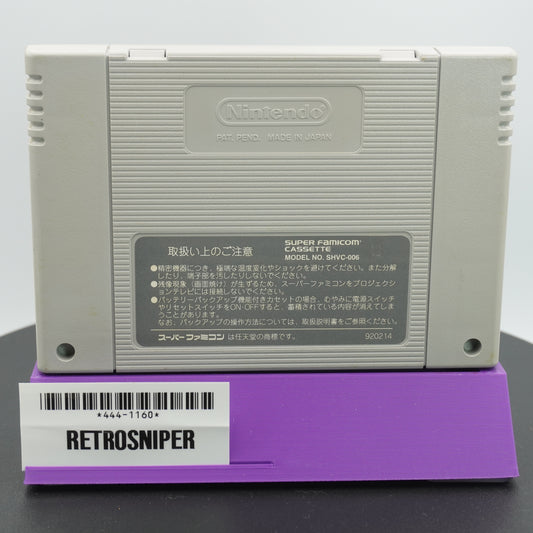 Nintendo
PAT. PEND. MADE IN JAPAN
取扱い上のご注意
SUPER FAMICOM
CASSETTE
MODEL NO. SHVC-006
●精密機器につき、極端な温度変化やショックを避けてください。また分解
したり、端子部を汚したりしないでください。
●残像現象（画面焼け）が生ずるため、スーパーファミコンをプロジェクシ
ョンテレビには接続しないでください。
●バッテリーバックアップ機能付きカセットの場合、むやみに電源スイッチ
やリセットスイッチをON-OFFすると、蓄積されている内容が消えてしま
うことがあります。
なお、バックアップの操作方法については、取扱説明書をご参照ください。
スーパーファミコン は任天堂の商標です。
920214
*444-1160*
RETROSNIPER